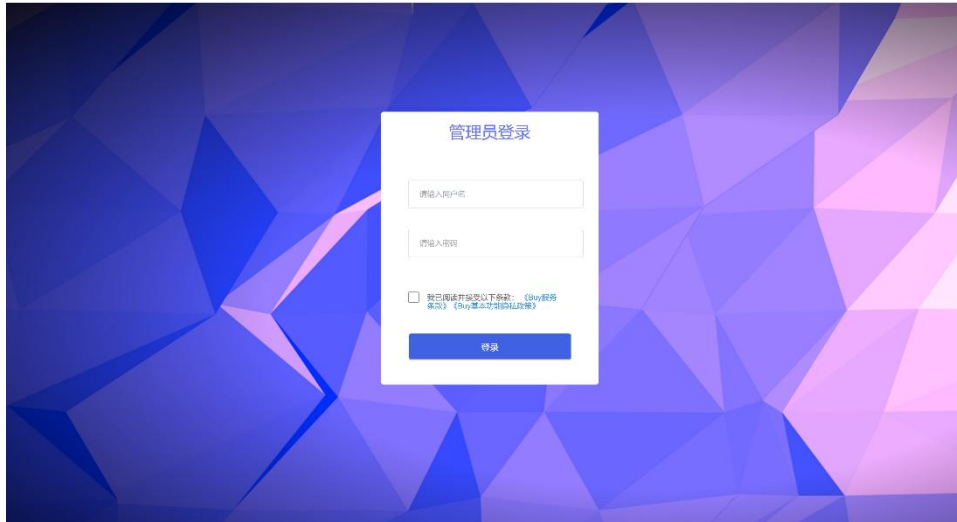 管理员登录
请输入用户名
请输入密码
我已阅读并接受以下条款：《Buy服务
条款》《Buy基本功能隐私政策》
登录